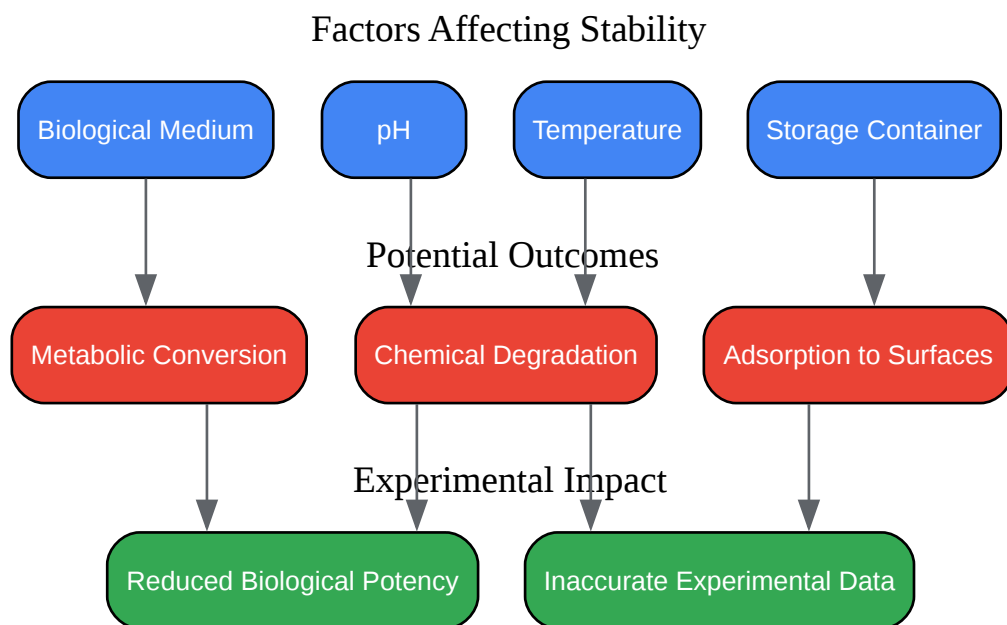 Factors Affecting Stability
Biological Medium
pH
Temperature
Storage Container
Potential Outcomes
Metabolic Conversion
Chemical Degradation
Adsorption to Surfaces
Experimental Impact
Reduced Biological Potency
Inaccurate Experimental Data